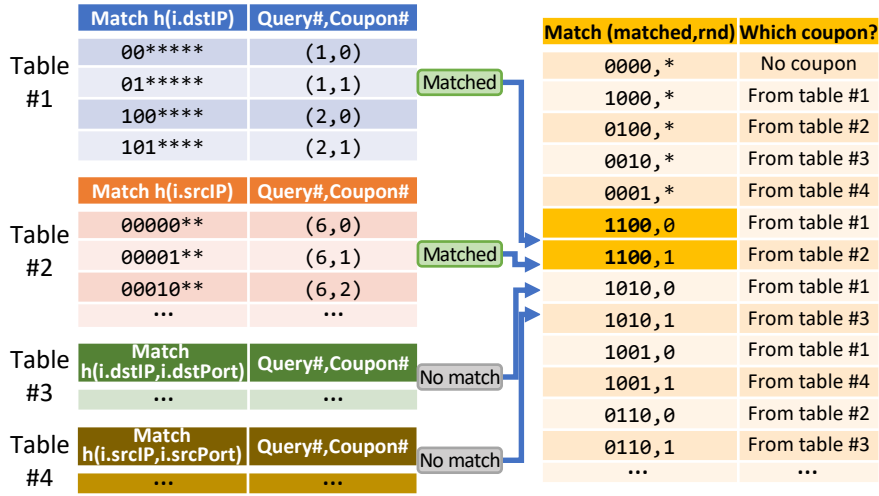 Match h(i.dstIP) Query#,Coupon#
Table #1
00***** (1,0)
01***** (1,1)
100**** (2,0)
101**** (2,1)
Matched
Match h(i.srcIP) Query#,Coupon#
Table #2
00000** (6,0)
00001** (6,1)
00010** (6,2)
... ...
Matched
Match h(i.dstIP,i.dstPort) Query#,Coupon#
Table #3
... ...
No match
Match h(i.srcIP,i.srcPort) Query#,Coupon#
Table #4
... ...
No match
Match (matched,rnd) Which coupon?
0000,* No coupon
1000,* From table #1
0100,* From table #2
0010,* From table #3
0001,* From table #4
1100,0 From table #1
1100,1 From table #2
1010,0 From table #1
1010,1 From table #3
1001,0 From table #1
1001,1 From table #4
0110,0 From table #2
0110,1 From table #3
... ...